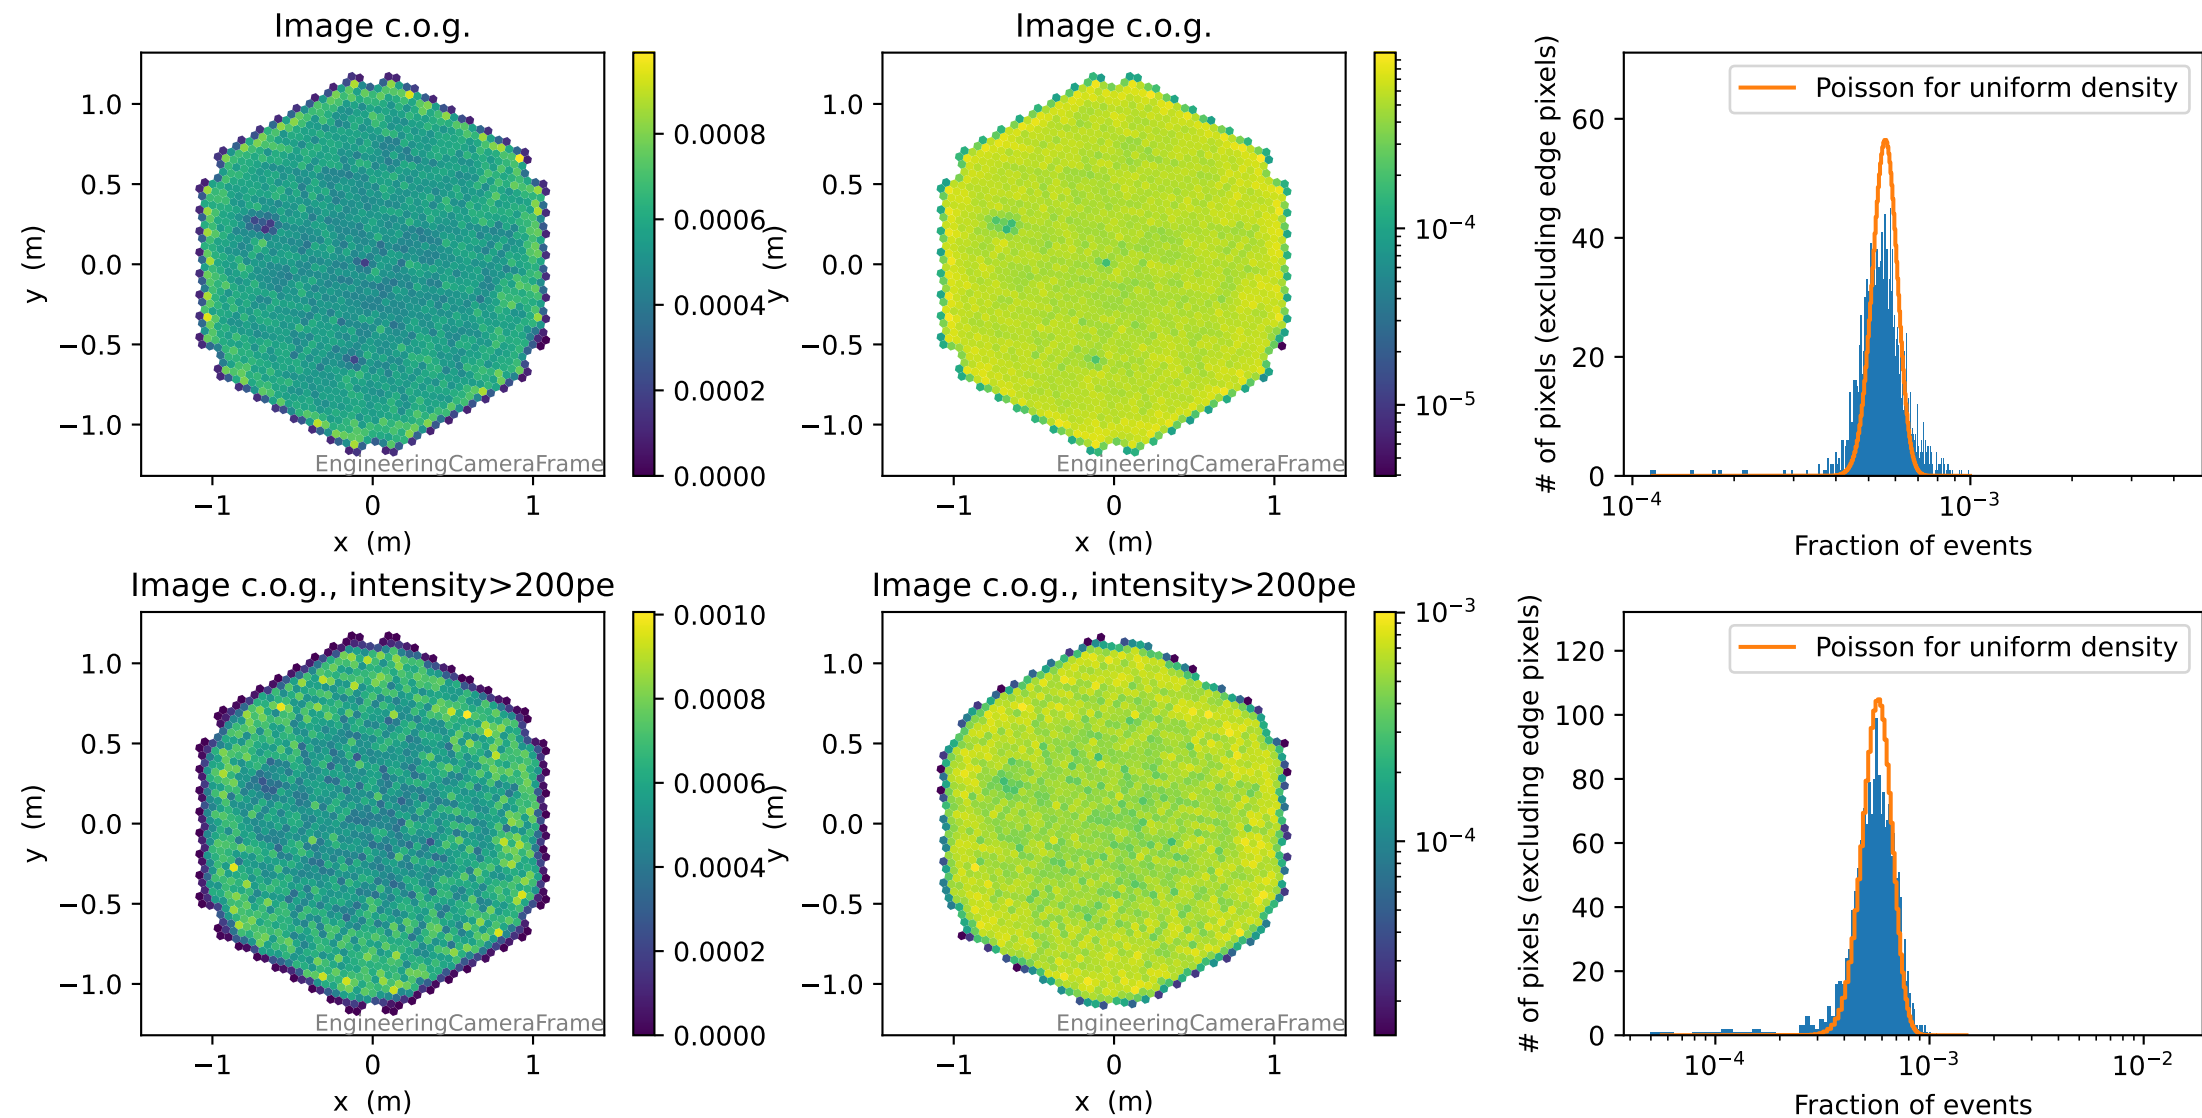 Image c.o.g.
1.0
0.5
0.0
−0.5
−1.0
y (m)
−1
0
1
x (m)
EngineeringCameraFrame
0.0008
0.0006
0.0004
0.0002
0.0000
Image c.o.g.
1.0
0.5
0.0
−0.5
−1.0
y (m)
−1
0
1
x (m)
EngineeringCameraFrame
10⁻⁴
10⁻⁵
# of pixels (excluding edge pixels)
60
40
20
0
Poisson for uniform density
10⁻⁴
10⁻³
Fraction of events
Image c.o.g., intensity>200pe
1.0
0.5
0.0
−0.5
−1.0
y (m)
−1
0
1
x (m)
EngineeringCameraFrame
0.0010
0.0008
0.0006
0.0004
0.0002
0.0000
Image c.o.g., intensity>200pe
1.0
0.5
0.0
−0.5
−1.0
y (m)
−1
0
1
x (m)
EngineeringCameraFrame
10⁻³
10⁻⁴
# of pixels (excluding edge pixels)
120
100
80
60
40
20
0
Poisson for uniform density
10⁻⁴
10⁻³
10⁻²
Fraction of events